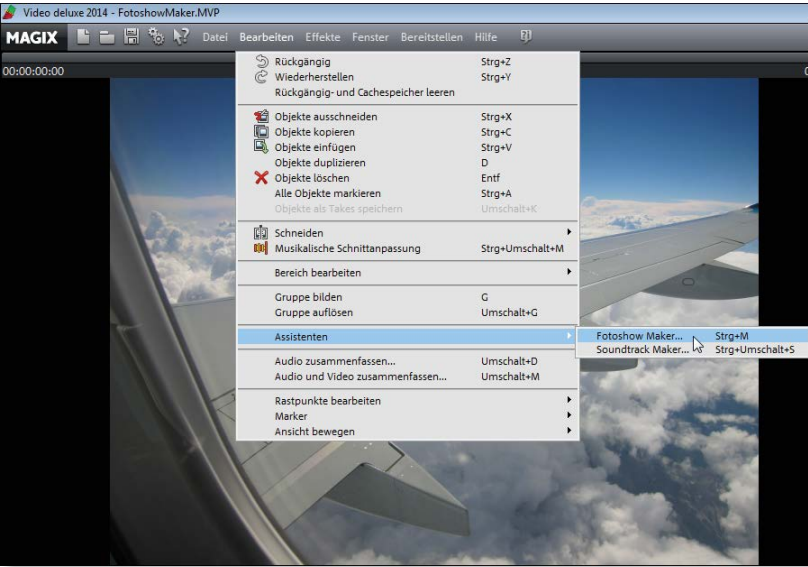 Video deluxe 2014 - FotoshowMaker.MVP
MAGIX Datei Bearbeiten Effekte Fenster Bereitstellen Hilfe
00:00:00:00
Rückgängig Strg+Z
Wiederherstellen Strg+Y
Rückgängig- und Cachespeicher leeren
Objekte ausschneiden Strg+X
Objekte kopieren Strg+C
Objekte einfügen Strg+V
Objekte duplizieren D
Objekte löschen Entf
Alle Objekte markieren Strg+A
Objekte als Takes speichern Umschalt+K
Schneiden
Musikalische Schnittanpassung Strg+Umschalt+M
Bereich bearbeiten
Gruppe bilden G
Gruppe auflösen Umschalt+G
Assistenten
Fotoshow Maker... Strg+M
Soundtrack Maker... Strg+Umschalt+S
Audio zusammenfassen... Umschalt+D
Audio und Video zusammenfassen... Umschalt+M
Rastpunkte bearbeiten
Marker
Ansicht bewegen